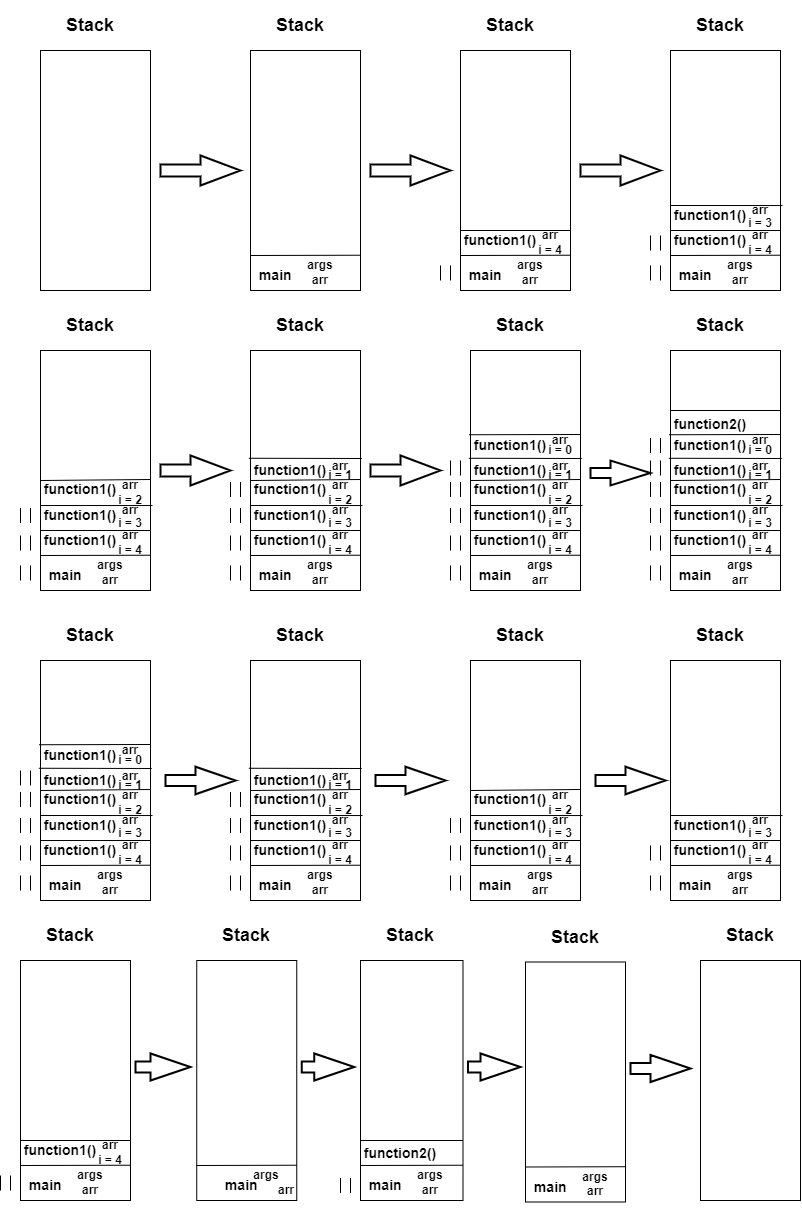 Stack Stack Stack Stack
main args
arr
function1() arr
i = 4
main args
arr
function1() arr
i = 3
function1() arr
i = 4
main args
arr
Stack Stack Stack Stack
function1() arr
i = 2
function1() arr
i = 3
function1() arr
i = 4
main args
arr
function1() arr
i = 1
function1() arr
i = 2
function1() arr
i = 3
function1() arr
i = 4
main args
arr
function1() arr
i = 0
function1() arr
i = 1
function1() arr
i = 2
function1() arr
i = 3
function1() arr
i = 4
main args
arr
function2()
function1() arr
i = 0
function1() arr
i = 1
function1() arr
i = 2
function1() arr
i = 3
function1() arr
i = 4
main args
arr
Stack Stack Stack Stack
function1() arr
i = 0
function1() arr
i = 1
function1() arr
i = 2
function1() arr
i = 3
function1() arr
i = 4
main args
arr
function1() arr
i = 1
function1() arr
i = 2
function1() arr
i = 3
function1() arr
i = 4
main args
arr
function1() arr
i = 2
function1() arr
i = 3
function1() arr
i = 4
main args
arr
function1() arr
i = 3
function1() arr
i = 4
main args
arr
Stack Stack Stack Stack Stack
function1() arr
i = 4
main args
arr
main args
arr
function2()
main args
arr
main args
arr